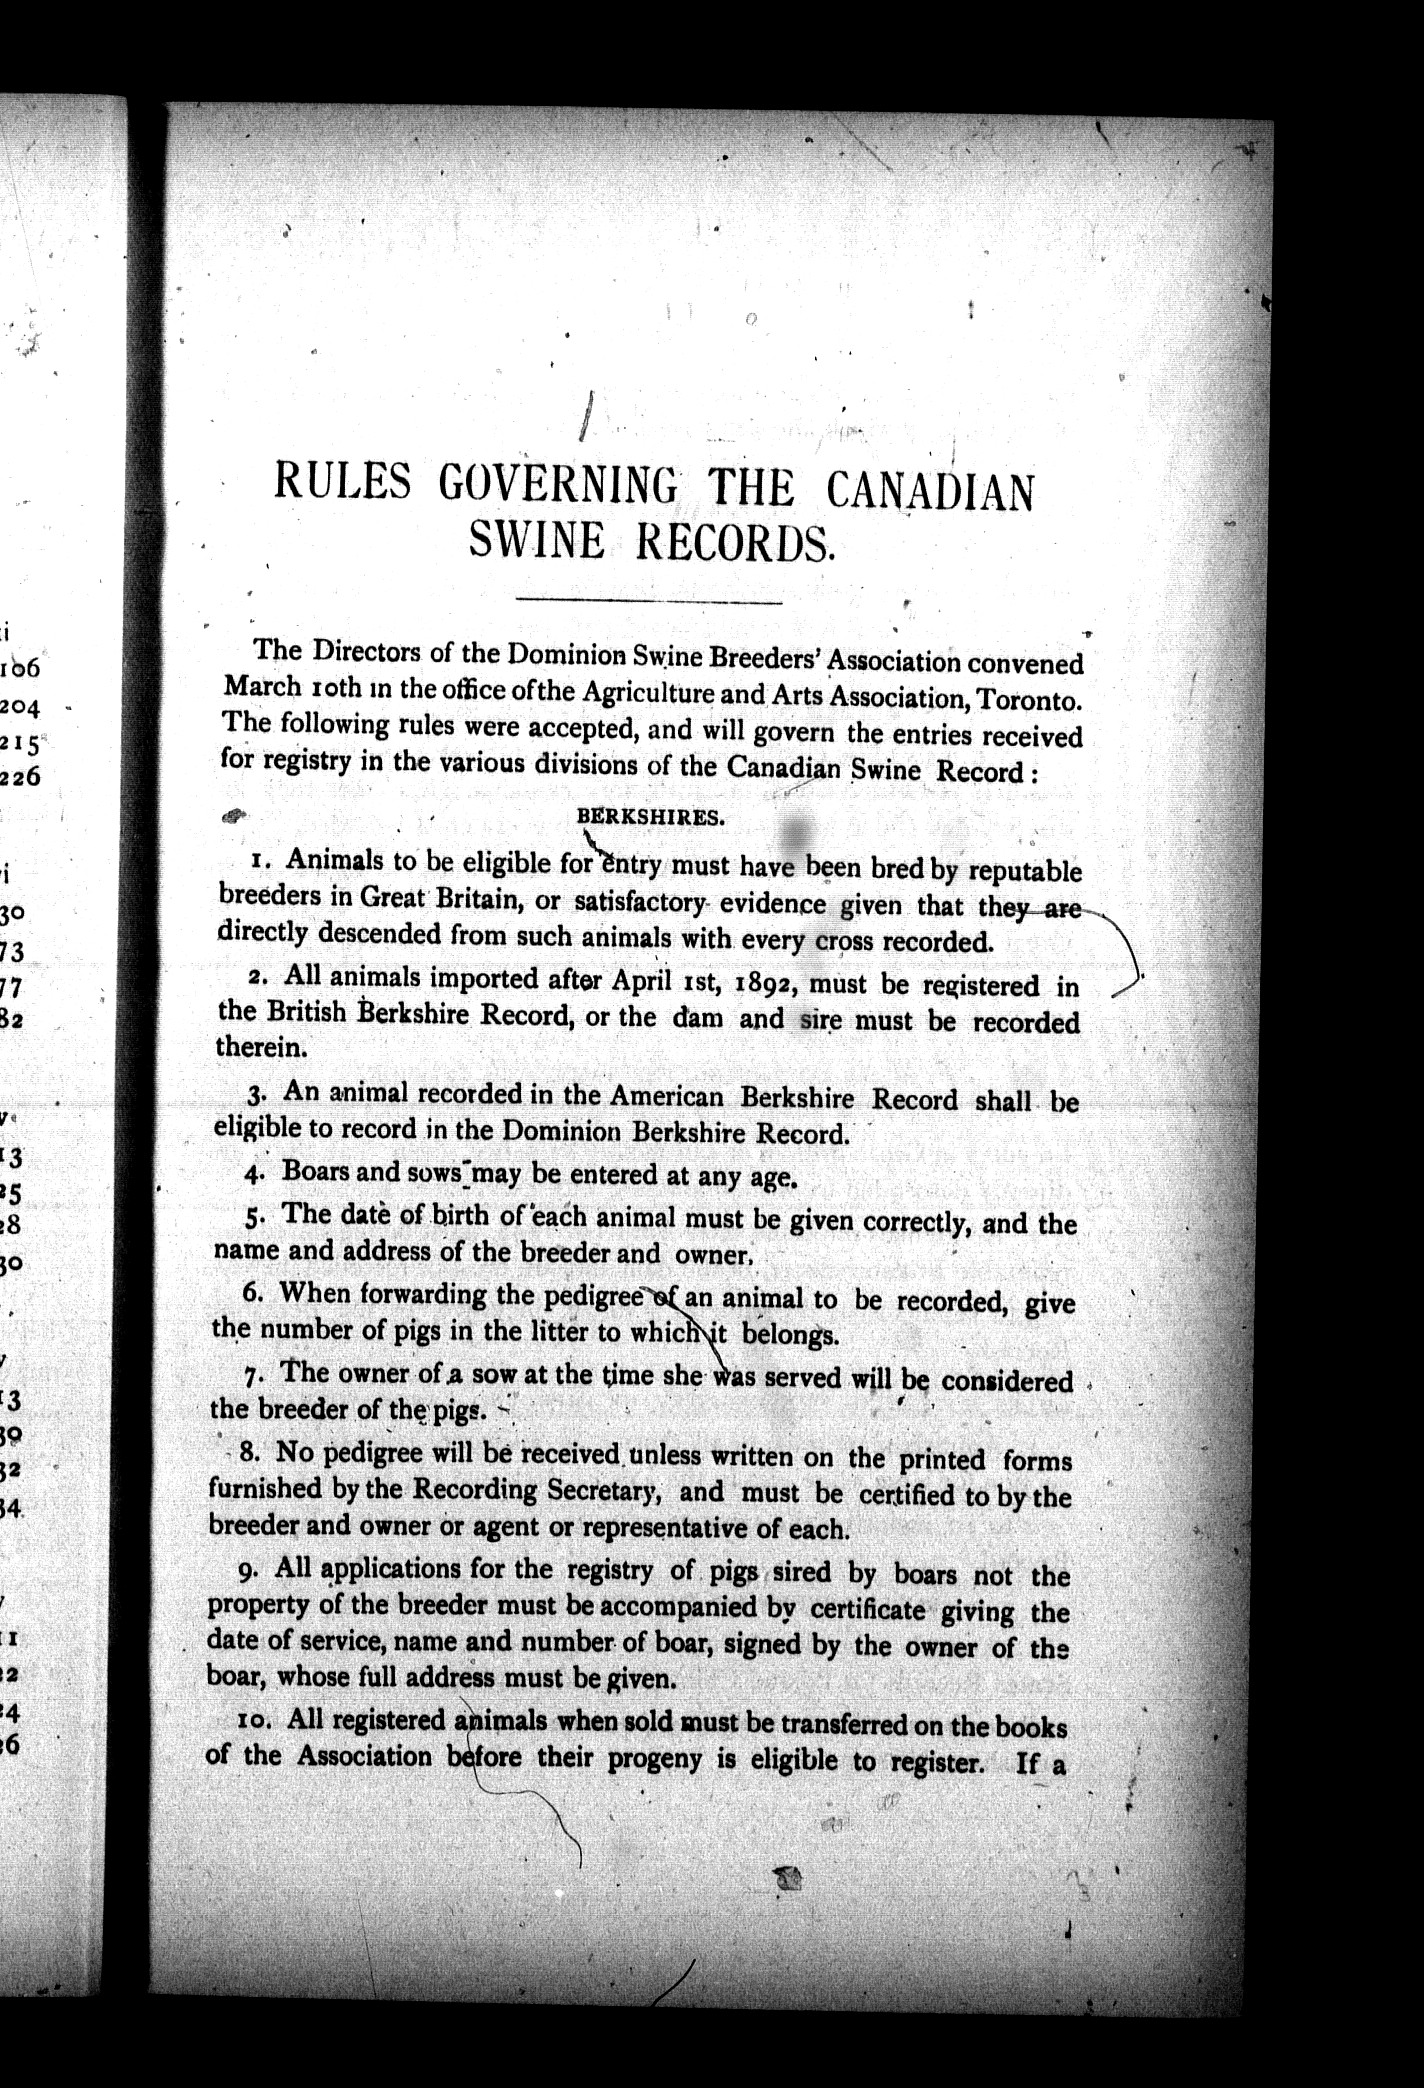 RULES GOVERNING THE CANADIAN
SWINE RECORDS.
The Directors of the Dominion Swine Breeders' Association convened
March 10th in the office of the Agriculture and Arts Association, Toronto.
The following rules were accepted, and will govern the entries received
for registry in the various divisions of the Canadian Swine Record :
BERKSHIRES.
1. Animals to be eligible for entry must have been bred by reputable
breeders in Great Britain, or satisfactory evidence given that they are
directly descended from such animals with every cross recorded.
2. All animals imported after April 1st, 1892, must be registered in
the British Berkshire Record, or the dam and sire must be recorded
therein.
3. An animal recorded in the American Berkshire Record shall be
eligible to record in the Dominion Berkshire Record.
4. Boars and sows may be entered at any age.
5. The date of birth of each animal must be given correctly, and the
name and address of the breeder and owner.
6. When forwarding the pedigree of an animal to be recorded, give
the number of pigs in the litter to which it belongs.
7. The owner of a sow at the time she was served will be considered
the breeder of the pigs.
8. No pedigree will be received unless written on the printed forms
furnished by the Recording Secretary, and must be certified to by the
breeder and owner or agent or representative of each.
9. All applications for the registry of pigs sired by boars not the
property of the breeder must be accompanied by certificate giving the
date of service, name and number of boar, signed by the owner of the
boar, whose full address must be given.
10. All registered animals when sold must be transferred on the books
of the Association before their progeny is eligible to register. If a